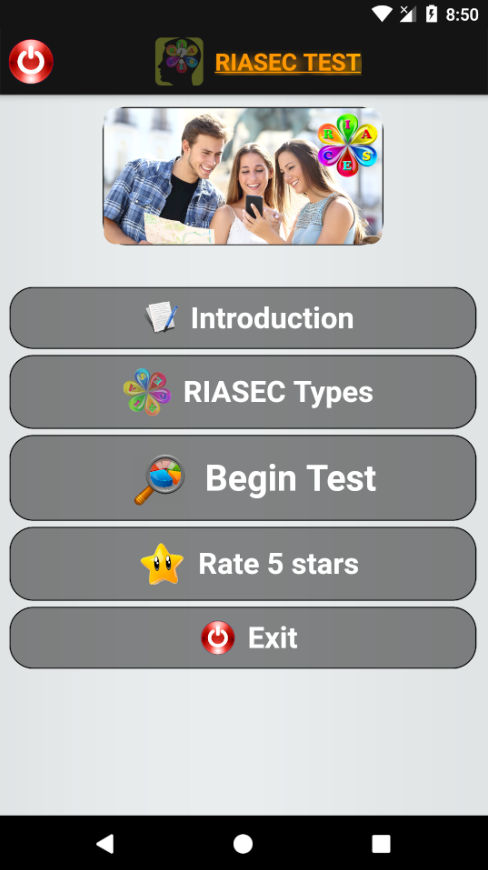 8:50
RIASEC TEST
R I A S E C
Introduction
RIASEC Types
Begin Test
Rate 5 stars
Exit